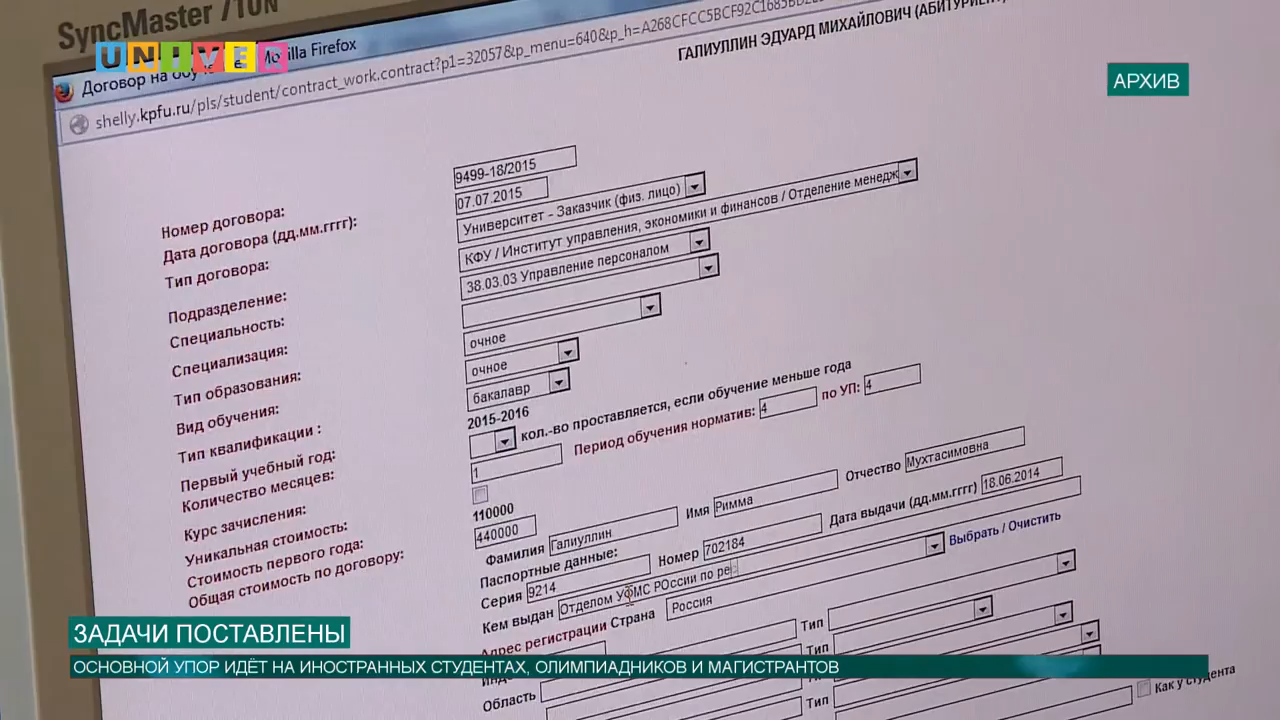 SyncMaster 710N
UNIVER
Mozilla Firefox
Договор на обу
shelly.kpfu.ru/pls/student/contract_work.contract?p1=32057&p_menu=640&p_h=A268CFCC5BCF92C1685BD2
ГАЛИУЛЛИН ЭДУАРД МИХАЙЛОВИЧ (АБИТУРИЕНТ)
АРХИВ
Номер договора: 9499-18/2015
Дата договора (дд.мм.гггг): 07.07.2015
Тип договора: Университет - Заказчик (физ. лицо)
Подразделение: КФУ / Институт управления, экономики и финансов / Отделение менедж
Специальность: 38.03.03 Управление персоналом
Специализация:
Тип образования: очное
Вид обучения: очное
Тип квалификации : бакалавр
Первый учебный год: 2015-2016
Количество месяцев: кол.-во проставляется, если обучение меньше года
Курс зачисления: 1 Период обучения норматив: 4 по УП: 4
Уникальная стоимость:
Стоимость первого года: 110000
Общая стоимость по договору: 440000
Фамилия Галиуллин Имя Римма Отчество Мухтасимовна
Паспортные данные:
Серия 9214 Номер 702184 Дата выдачи (дд.мм.гггг) 18.06.2014
Кем выдан Отделом УФМС РОссии по ре
Выбрать / Очистить
Адрес регистрации Страна Россия
Тип
Тип
Область
Тип
Как у студента
ЗАДАЧИ ПОСТАВЛЕНЫ
ОСНОВНОЙ УПОР ИДЁТ НА ИНОСТРАННЫХ СТУДЕНТАХ, ОЛИМПИАДНИКОВ И МАГИСТРАНТОВ